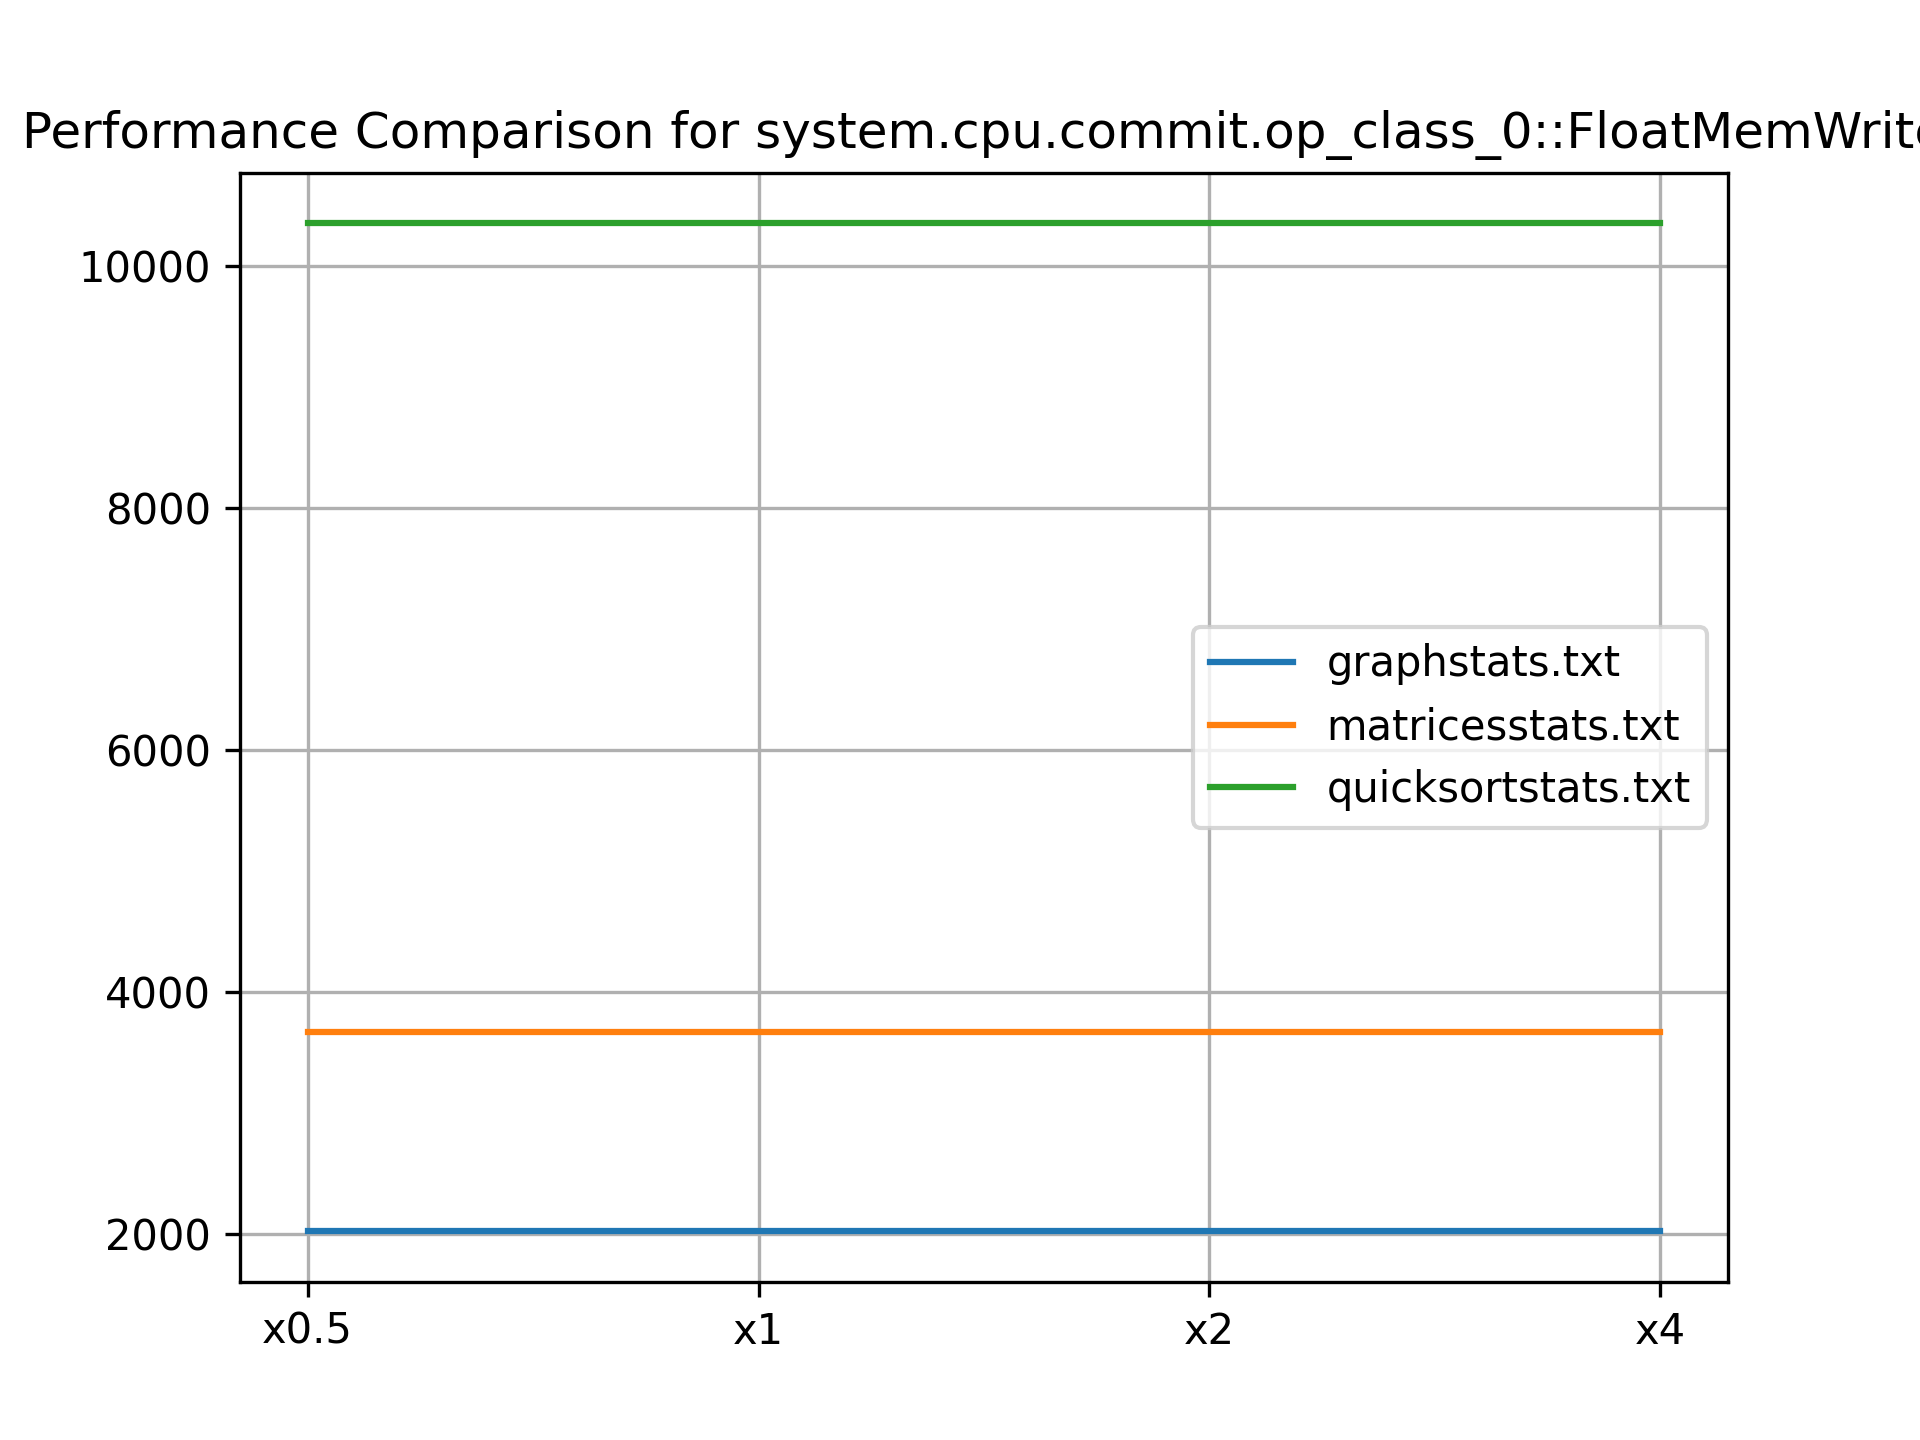 Performance Comparison for system.cpu.commit.op_class_0::FloatMemWrite
10000
8000
6000
4000
2000
graphstats.txt
matricesstats.txt
quicksortstats.txt
x0.5 x1 x2 x4